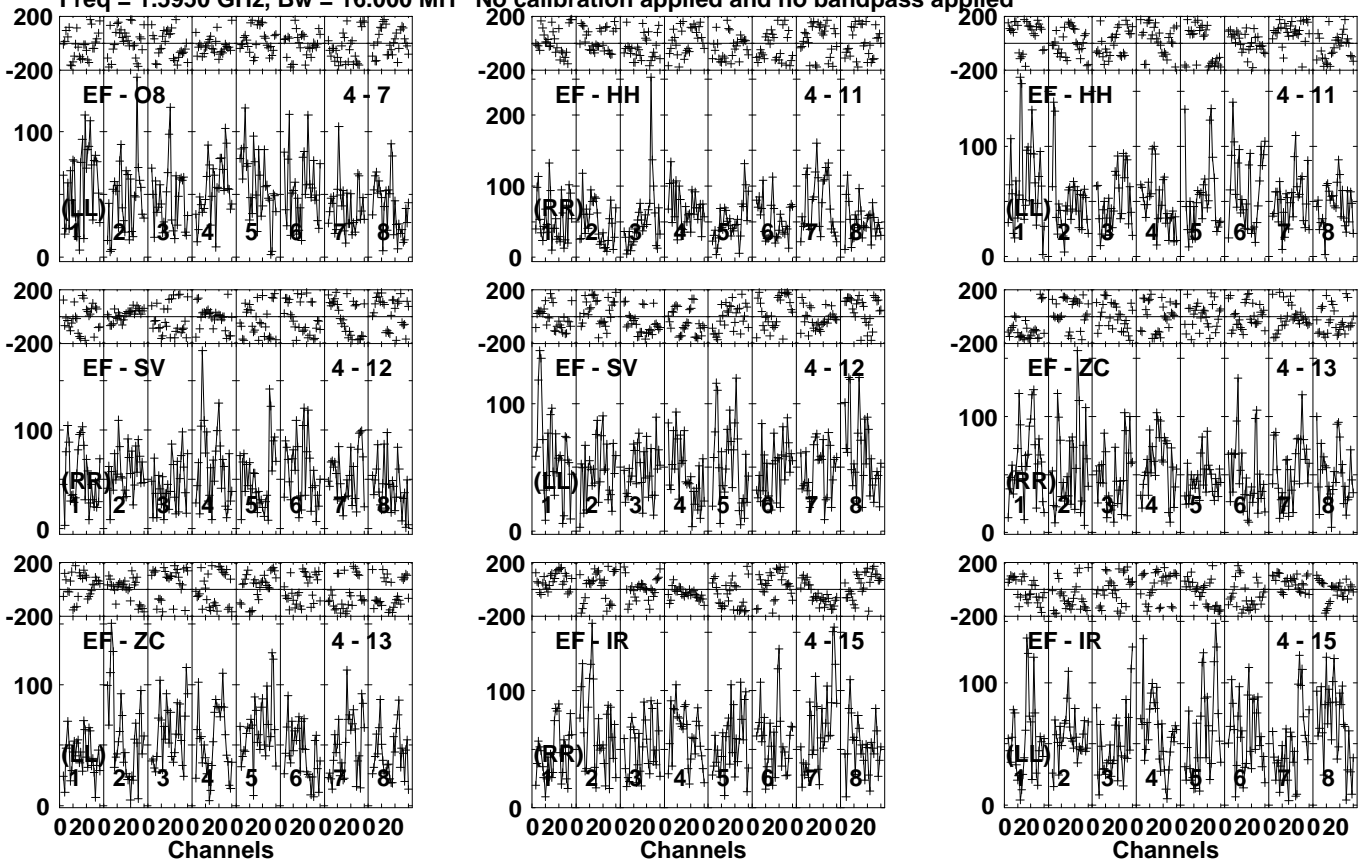 Freq = 1.5950 GHz, Bw = 16.000 MH No calibration applied and no bandpass applied
200 200 200
-200 -200 -200
EF - O8 4 - 7 EF - HH 4 - 11 EF - HH 4 - 11
200
100 100 100
(LL) (RR) (LL)
1 2 3 4 5 6 7 8 1 2 3 4 5 6 7 8 1 2 3 4 5 6 7 8
0 0 0
200 200 200
-200 -200 -200
EF - SV 4 - 12 EF - SV 4 - 12 EF - ZC 4 - 13
100 100 100
(RR) (LL) (RR)
1 2 3 4 5 6 7 8 1 2 3 4 5 6 7 8 1 2 3 4 5 6 7 8
0 0 0
200 200 200
-200 -200 -200
EF - ZC 4 - 13 EF - IR 4 - 15 EF - IR 4 - 15
100 100 100
(LL) (RR) (LL)
1 2 3 4 5 6 7 8 1 2 3 4 5 6 7 8 1 2 3 4 5 6 7 8
0 0 0
0 20 0 20 0 20 0 20 0 20 0 20 0 20 0 20 0 20 0 20 0 20 0 20 0 20 0 20 0 20 0 20 0 20 0 20 0 20 0 20 0 20 0 20 0 20 0 20
Channels Channels Channels